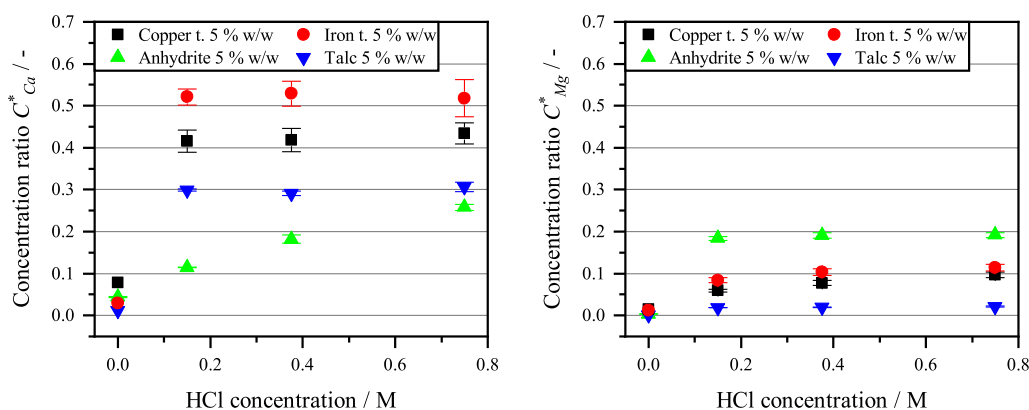 Concentration ratio C*Ca / -
0.7
0.6
0.5
0.4
0.3
0.2
0.1
0.0
Copper t. 5 % w/w
Iron t. 5 % w/w
Anhydrite 5 % w/w
Talc 5 % w/w
0.0 0.2 0.4 0.6 0.8
HCl concentration / M
Concentration ratio C*Mg / -
0.7
0.6
0.5
0.4
0.3
0.2
0.1
0.0
Copper t. 5 % w/w
Iron t. 5 % w/w
Anhydrite 5 % w/w
Talc 5 % w/w
0.0 0.2 0.4 0.6 0.8
HCl concentration / M